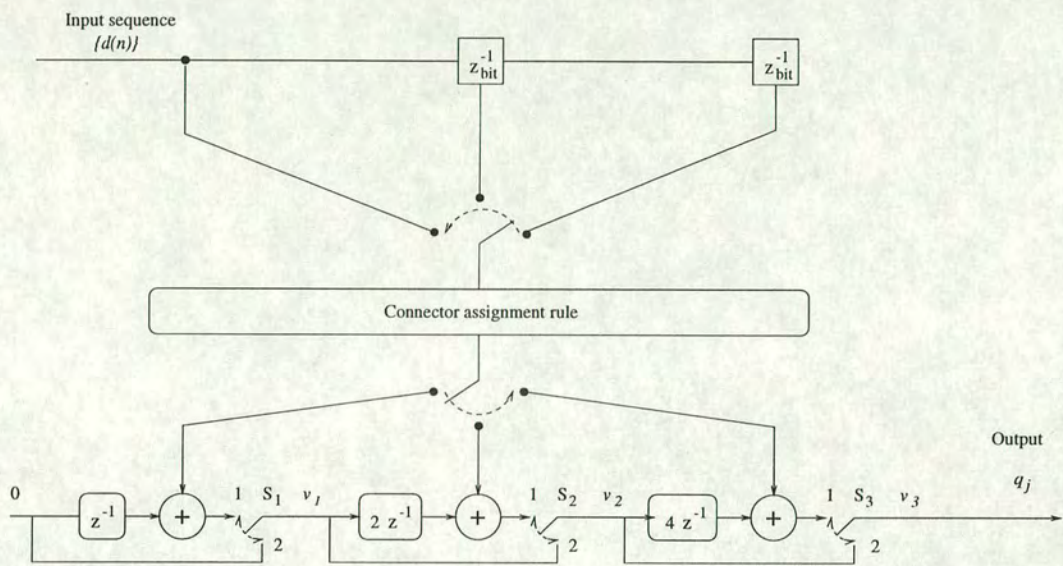 Input sequence
{d(n)}
z⁻¹bit
z⁻¹bit
Connector assignment rule
Output
q_j
0
z⁻¹
+
1 S₁ v₁
2
2 z⁻¹
+
1 S₂ v₂
2
4 z⁻¹
+
1 S₃ v₃
2